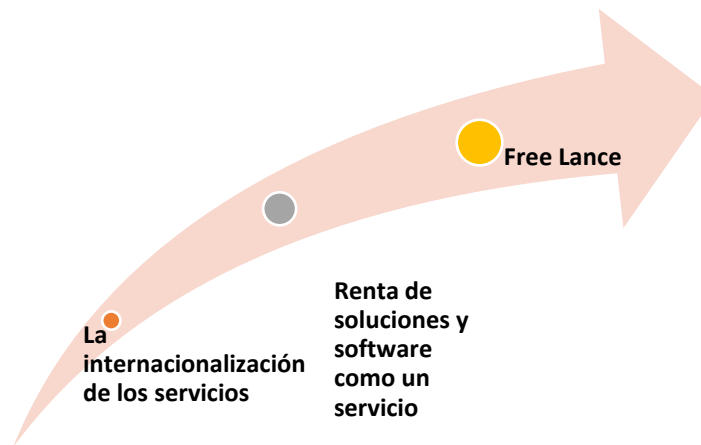 La
internacionalización
de los servicios
Renta de
soluciones y
software
como un
servicio
Free Lance